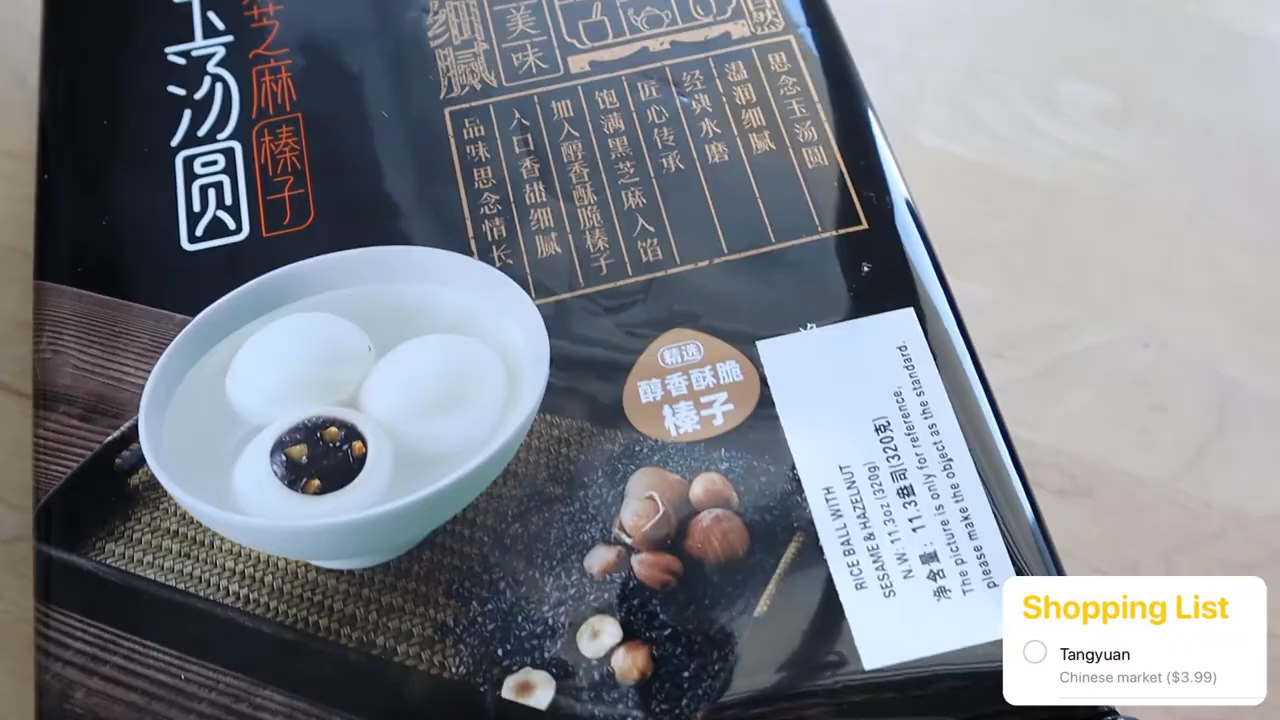 玉汤圆
芝麻
榛子
细腻
美味
自然
思念玉汤圆
温润细腻
经典水磨
匠心传承
饱满黑芝麻入馅
加入醇香酥脆榛子
入口香甜细腻
品味思念情长
精选
醇香酥脆
榛子
RICE BALL WITH
SESAME & HAZELNUT
N.W: 11.3oz (320g)
净含量：11.3盎司(320克)
The picture is only for reference,
please make the object as the standard.
Shopping List
Tangyuan
Chinese market ($3.99)